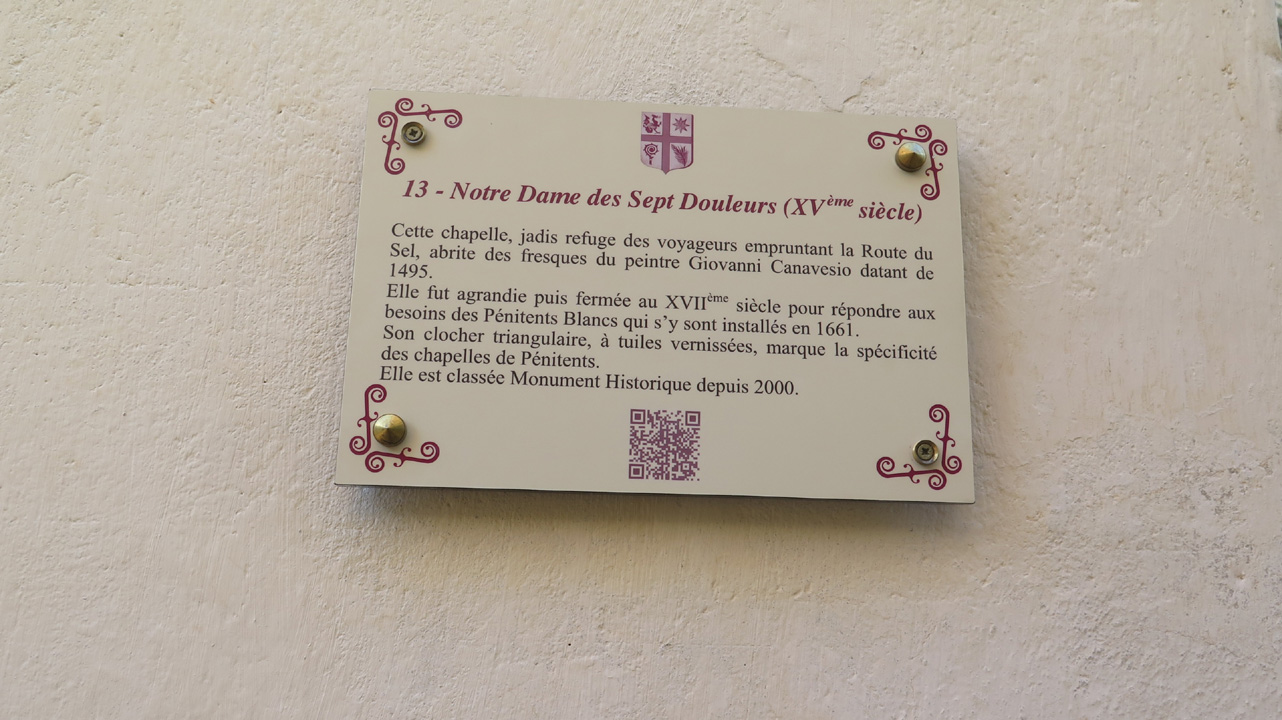 13 - Notre Dame des Sept Douleurs (XVème siècle)
Cette chapelle, jadis refuge des voyageurs empruntant la Route du
Sel, abrite des fresques du peintre Giovanni Canavesio datant de
1495.
Elle fut agrandie puis fermée au XVIIème siècle pour répondre aux
besoins des Pénitents Blancs qui s'y sont installés en 1661.
Son clocher triangulaire, à tuiles vernissées, marque la spécificité
des chapelles de Pénitents.
Elle est classée Monument Historique depuis 2000.